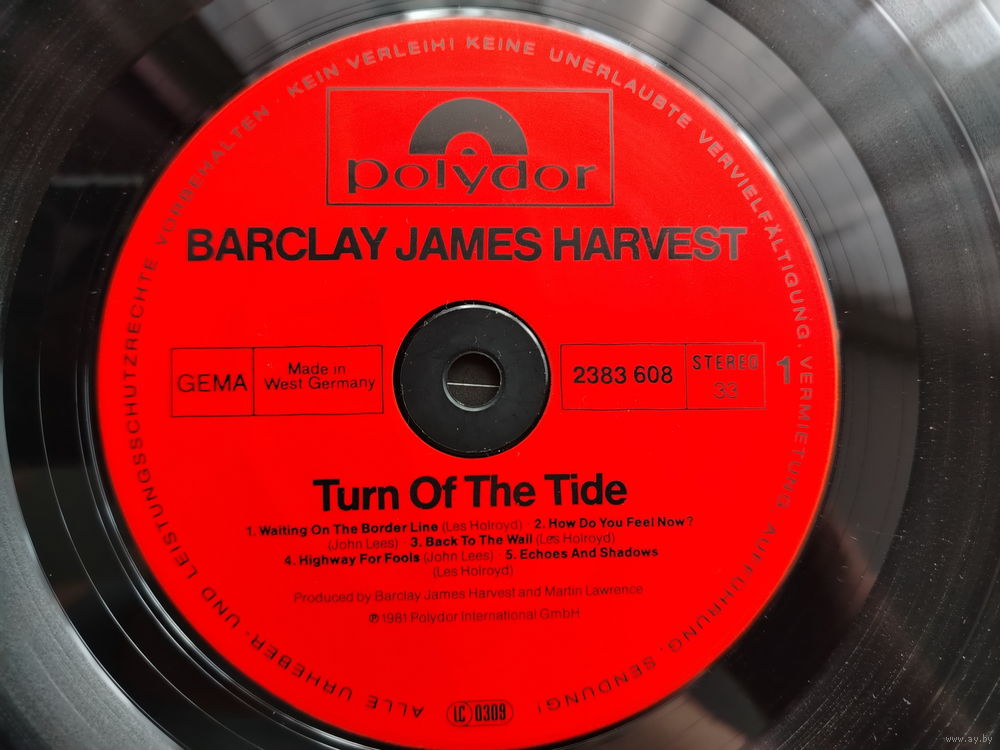 ALLE URHEBER- UND LEISTUNGSSCHUTZRECHTE VORBEHALTEN · KEIN VERLEIH! KEINE UNERLAUBTE VERVIELFÄLTIGUNG, VERMIETUNG, AUFFÜHRUNG, SENDUNG!
polydor
BARCLAY JAMES HARVEST
GEMA
Made in
West Germany
2383 608
STEREO
33
1
Turn Of The Tide
1. Waiting On The Border Line (Les Holroyd) · 2. How Do You Feel Now?
(John Lees) · 3. Back To The Wall (Les Holroyd)
4. Highway For Fools (John Lees) · 5. Echoes And Shadows
(Les Holroyd)
Produced by Barclay James Harvest and Martin Lawrence
℗ 1981 Polydor International GmbH
LC 0309
www.ay.by